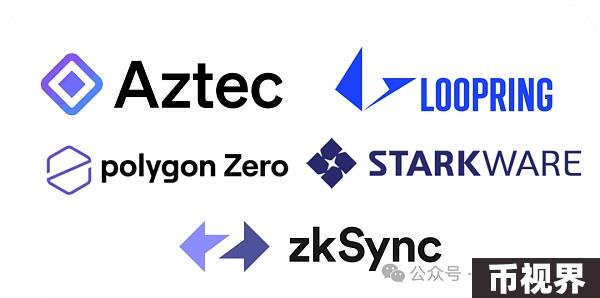 Aztec
LOOPRING
polygon Zero
STARKWARE
zkSync
公众号 ·
币视界